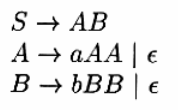 S → AB
A → aAA | ϵ
B → bBB | ϵ